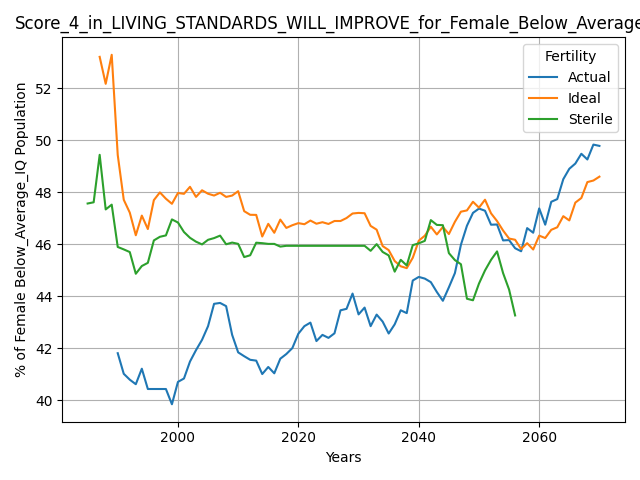 Score_4_in_LIVING_STANDARDS_WILL_IMPROVE_for_Female_Below_Average
% of Female Below_Average_IQ Population
52
50
48
46
44
42
40
Fertility
Actual
Ideal
Sterile
2000
2020
2040
2060
Years